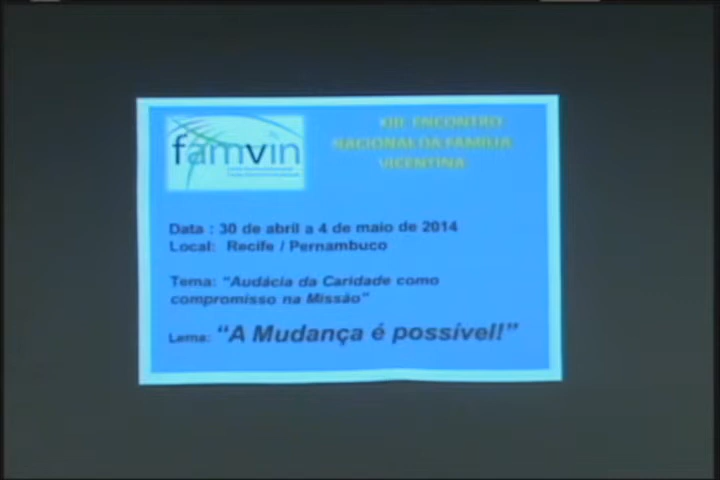 famvin
ENCONTRO
NACIONAL DA FAMÍLIA
VICENTINA
Data : 30 de abril a 4 de maio de 2014
Local: Recife / Pernambuco
Tema: “Audácia da Caridade como
compromisso na Missão”
Lema: “A Mudança é possível!”